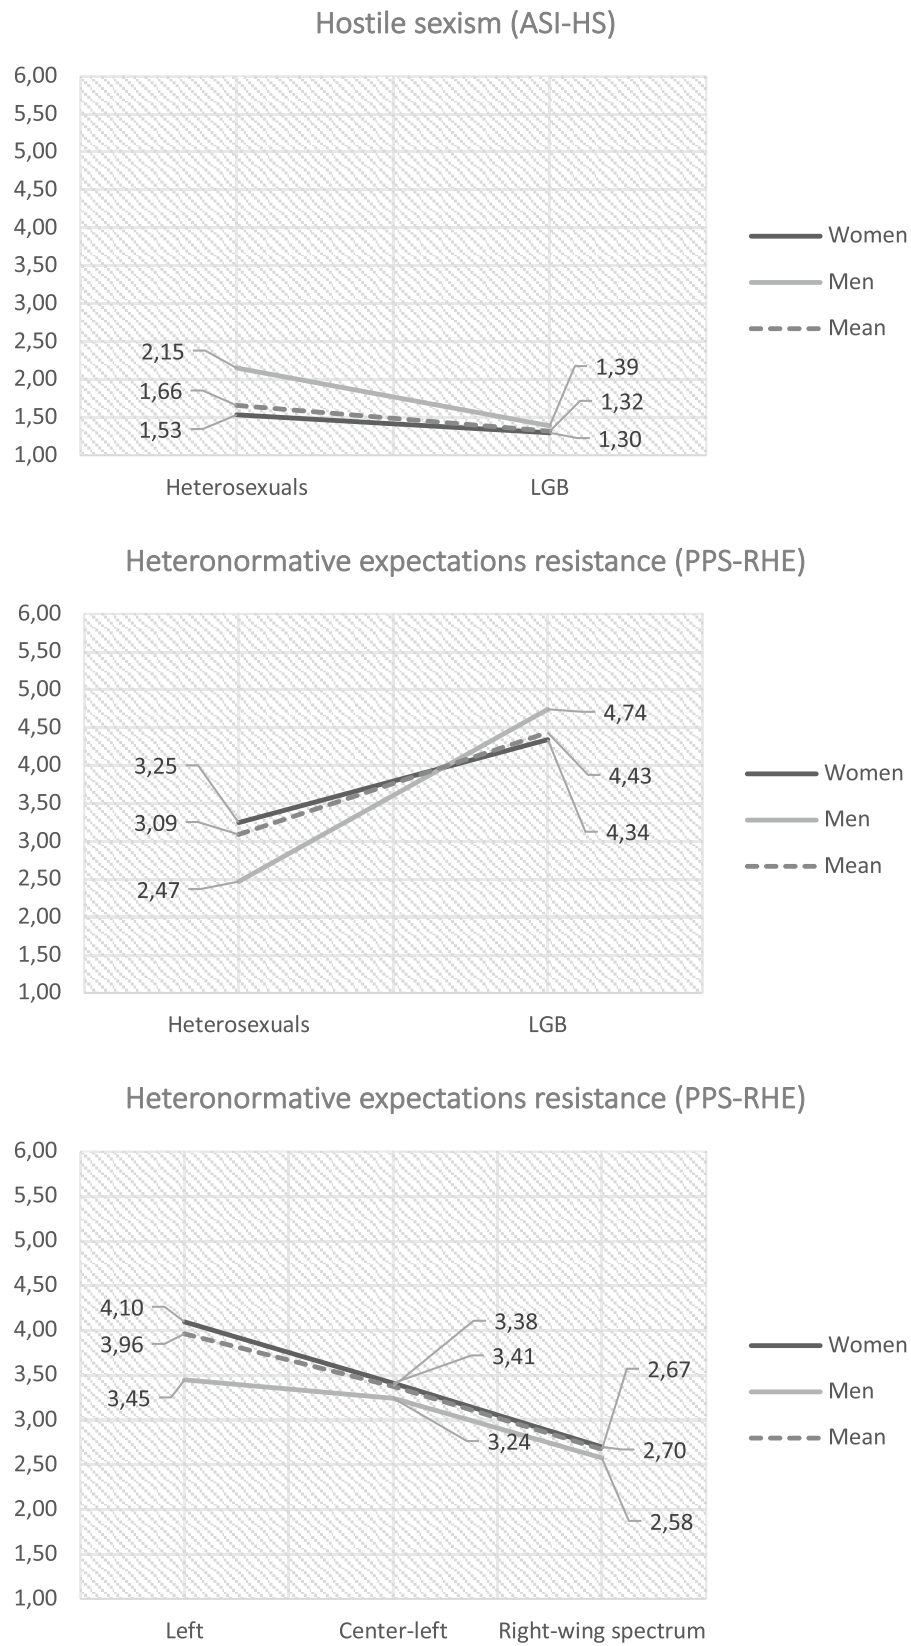 Hostile sexism (ASI-HS)
6,00
5,50
5,00
4,50
4,00
3,50
3,00
2,50
2,00
1,50
1,00
2,15
1,66
1,53
1,39
1,32
1,30
Heterosexuals
LGB
Women
Men
Mean
Heteronormative expectations resistance (PPS-RHE)
6,00
5,50
5,00
4,50
4,00
3,50
3,00
2,50
2,00
1,50
1,00
3,25
3,09
2,47
4,74
4,43
4,34
Heterosexuals
LGB
Women
Men
Mean
Heteronormative expectations resistance (PPS-RHE)
6,00
5,50
5,00
4,50
4,00
3,50
3,00
2,50
2,00
1,50
1,00
4,10
3,96
3,45
3,38
3,41
3,24
2,67
2,70
2,58
Left
Center-left
Right-wing spectrum
Women
Men
Mean